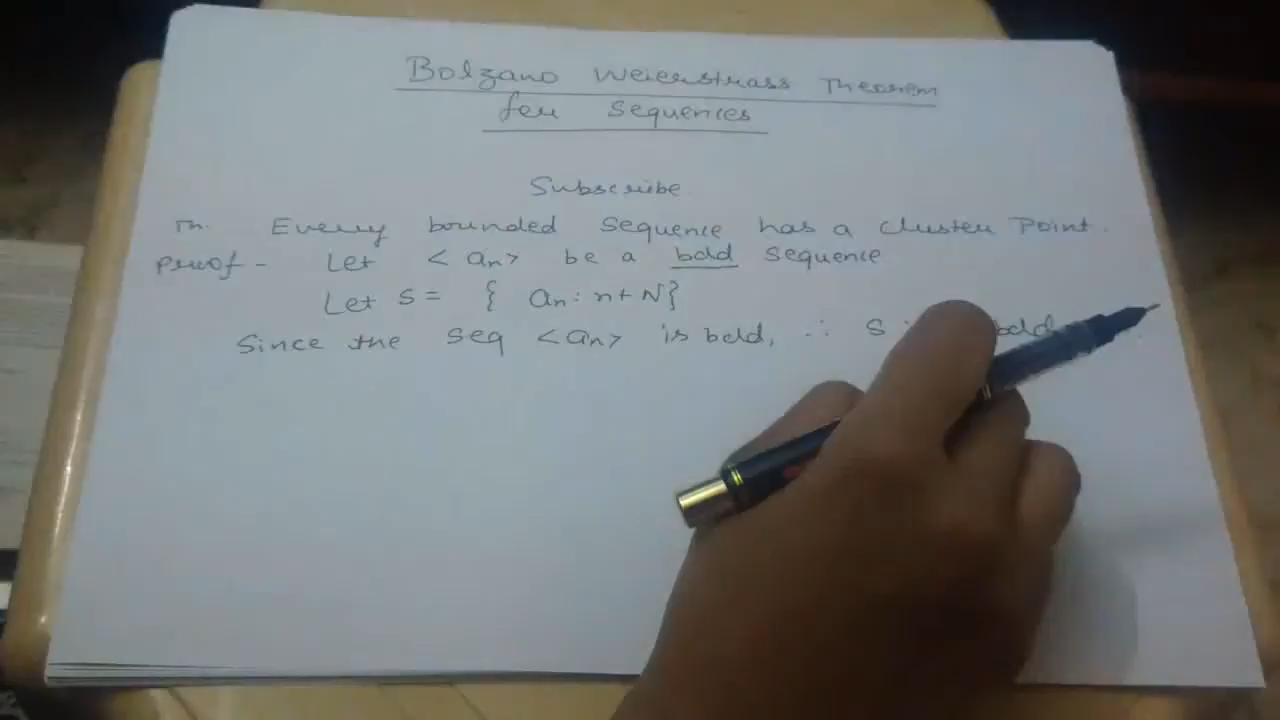 Bolzano Weierstrass Theorem
for Sequences
Subscribe
Th. Every bounded sequence has a cluster Point.
Proof - Let < an> be a bdd sequence
Let S = { an : n+ N}
Since the seq <an> is bdd, ∴ S bdd